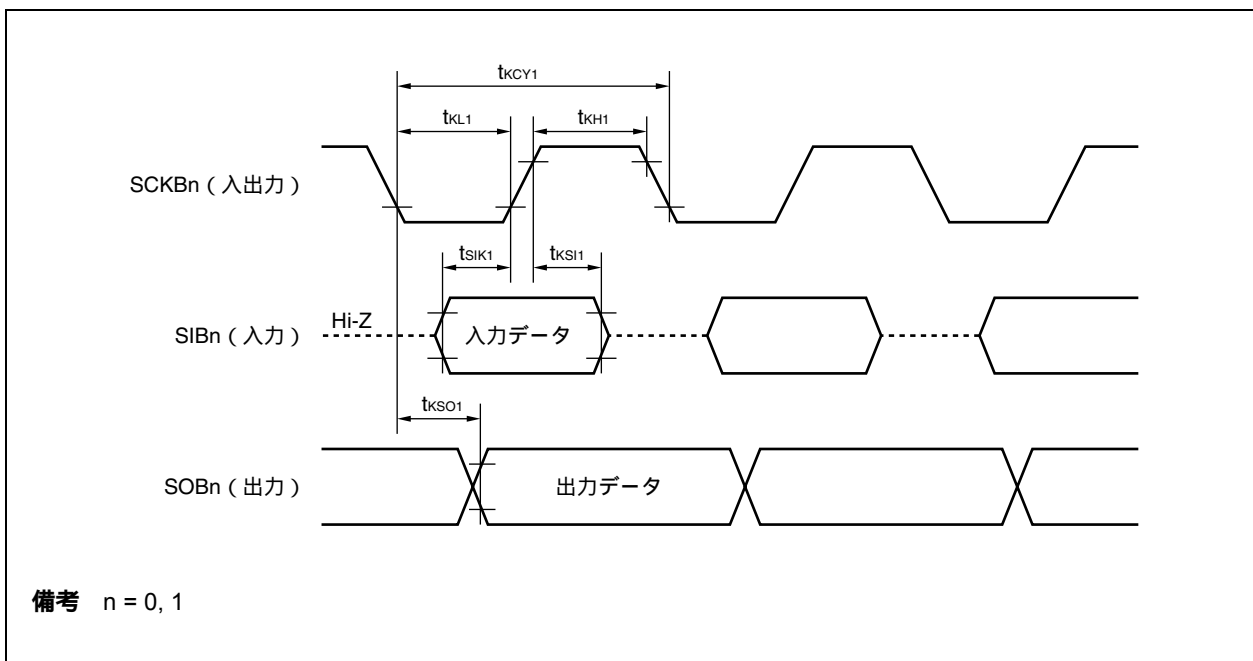 tKCY1
tKL1 tKH1
SCKBn（入出力）
tSIK1 tKSI1
SIBn（入力） Hi-Z 入力データ
tKSO1
SOBn（出力） 出力データ
備考 n = 0, 1